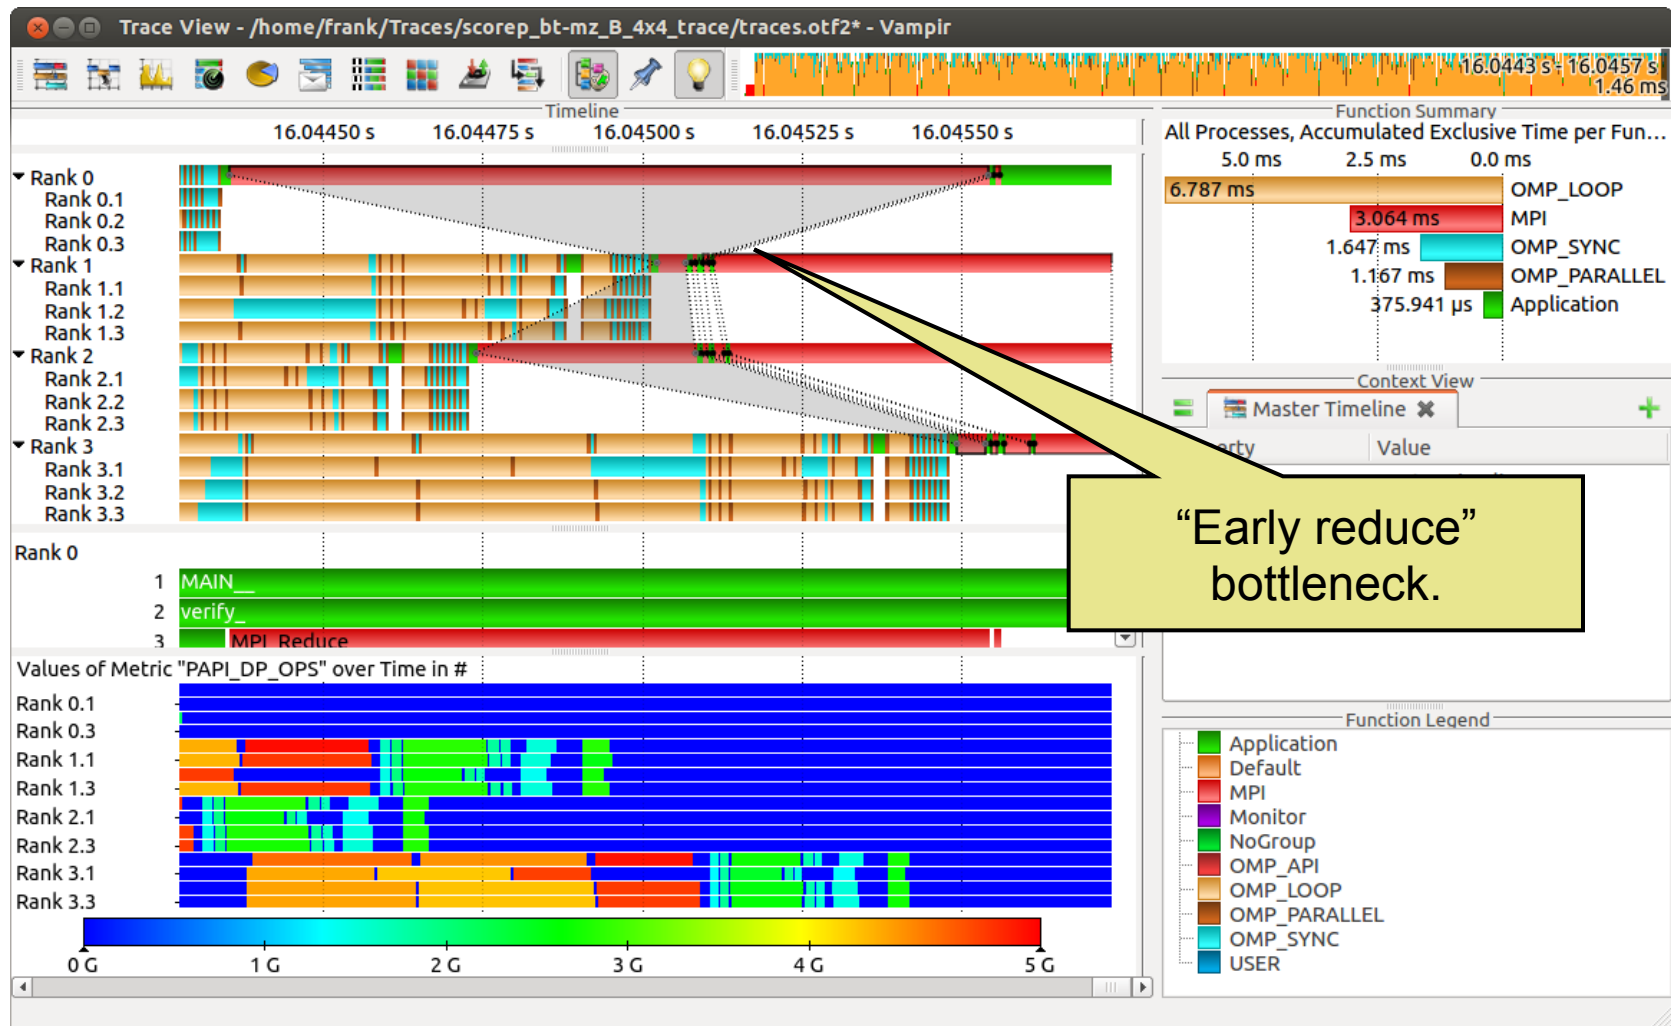 Trace View - /home/frank/Traces/scorep_bt-mz_B_4x4_trace/traces.otf2* - Vampir
16.0443 s - 16.0457 s
1.46 ms
Timeline
16.04450 s 16.04475 s 16.04500 s 16.04525 s 16.04550 s
Rank 0
Rank 0.1
Rank 0.2
Rank 0.3
Rank 1
Rank 1.1
Rank 1.2
Rank 1.3
Rank 2
Rank 2.1
Rank 2.2
Rank 2.3
Rank 3
Rank 3.1
Rank 3.2
Rank 3.3
Rank 0
1 MAIN__
2 verify_
3 MPI_Reduce
Values of Metric "PAPI_DP_OPS" over Time in #
Rank 0.1
Rank 0.3
Rank 1.1
Rank 1.3
Rank 2.1
Rank 2.3
Rank 3.1
Rank 3.3
0 G 1 G 2 G 3 G 4 G 5 G
Function Summary
All Processes, Accumulated Exclusive Time per Fun...
5.0 ms 2.5 ms 0.0 ms
6.787 ms OMP_LOOP
3.064 ms MPI
1.647 ms OMP_SYNC
1.167 ms OMP_PARALLEL
375.941 µs Application
Context View
Master Timeline
Value
“Early reduce”
bottleneck.
Function Legend
Application
Default
MPI
Monitor
NoGroup
OMP_API
OMP_LOOP
OMP_PARALLEL
OMP_SYNC
USER